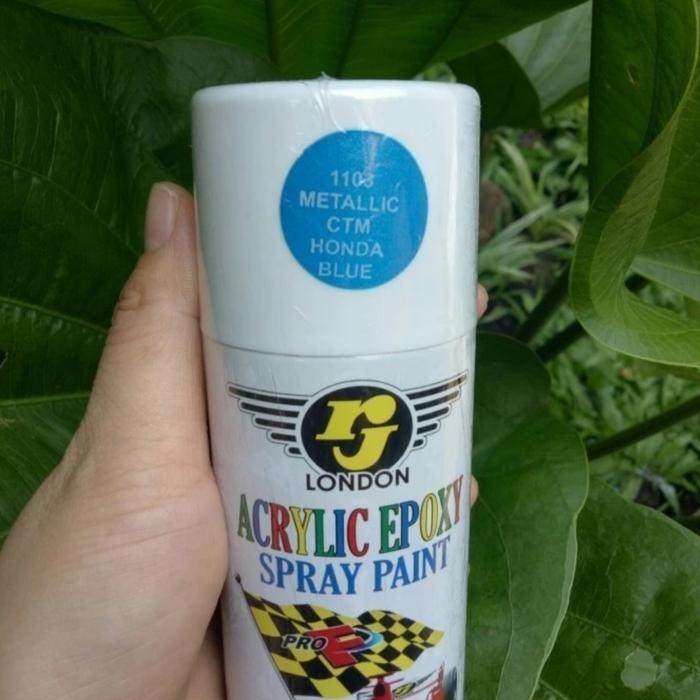 1103
METALLIC
CTM
HONDA
BLUE
rj
LONDON
ACRYLIC EPOXY
SPRAY PAINT
PRO E